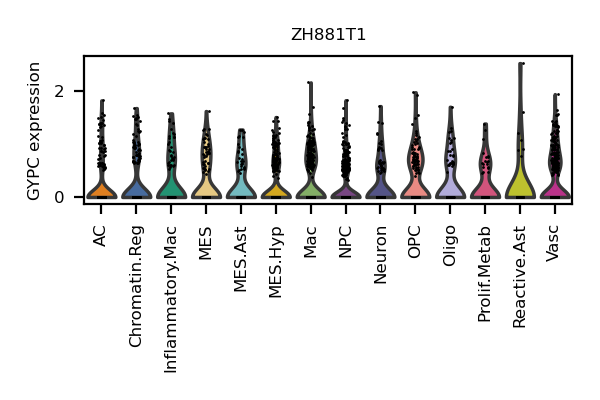 ZH881T1
GYPC expression
2
0
AC
Chromatin.Reg
Inflammatory.Mac
MES
MES.Ast
MES.Hyp
Mac
NPC
Neuron
OPC
Oligo
Prolif.Metab
Reactive.Ast
Vasc